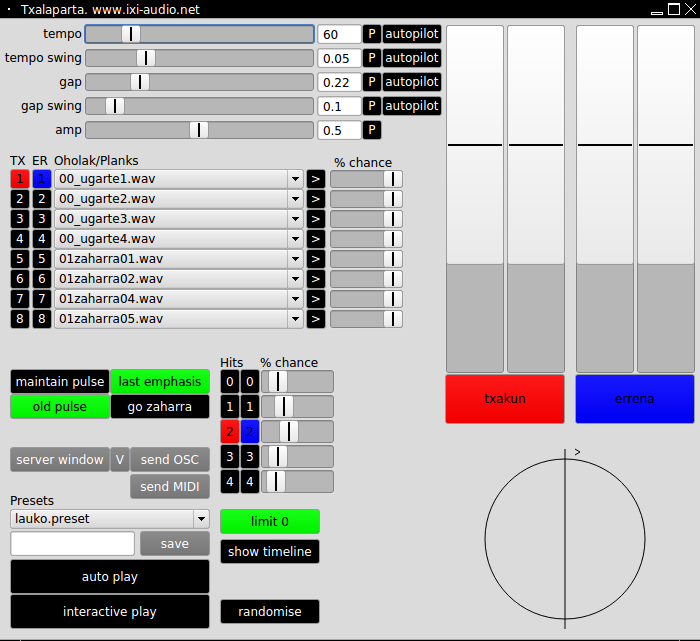 Txalaparta. www.ixi-audio.net
tempo 60 P autopilot
tempo swing 0.05 P autopilot
gap 0.22 P autopilot
gap swing 0.1 P autopilot
amp 0.5 P
TX ER Oholak/Planks % chance
1 1 00_ugarte1.wav >
2 2 00_ugarte2.wav >
3 3 00_ugarte3.wav >
4 4 00_ugarte4.wav >
5 5 01zaharra01.wav >
6 6 01zaharra02.wav >
7 7 01zaharra04.wav >
8 8 01zaharra05.wav >
txakun errena
Hits % chance
0 0
1 1
2 2
3 3
4 4
maintain pulse last emphasis
old pulse go zaharra
server window V send OSC
send MIDI
Presets
lauko.preset
save
auto play
interactive play
limit 0
show timeline
randomise
>